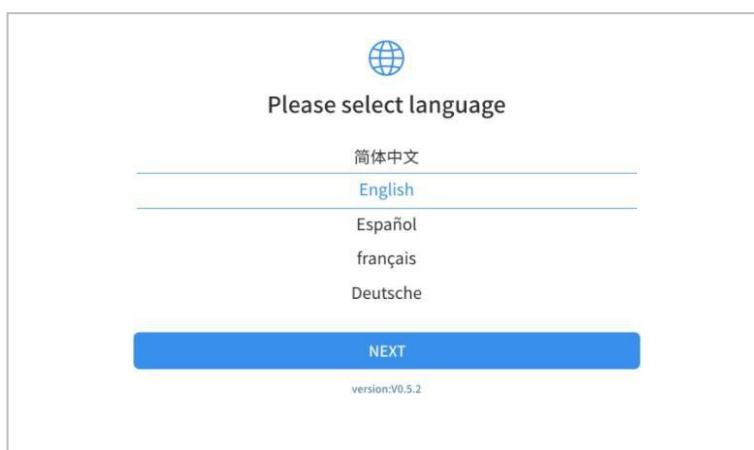 Please select language
简体中文
English
Español
français
Deutsche
NEXT
version:V0.5.2